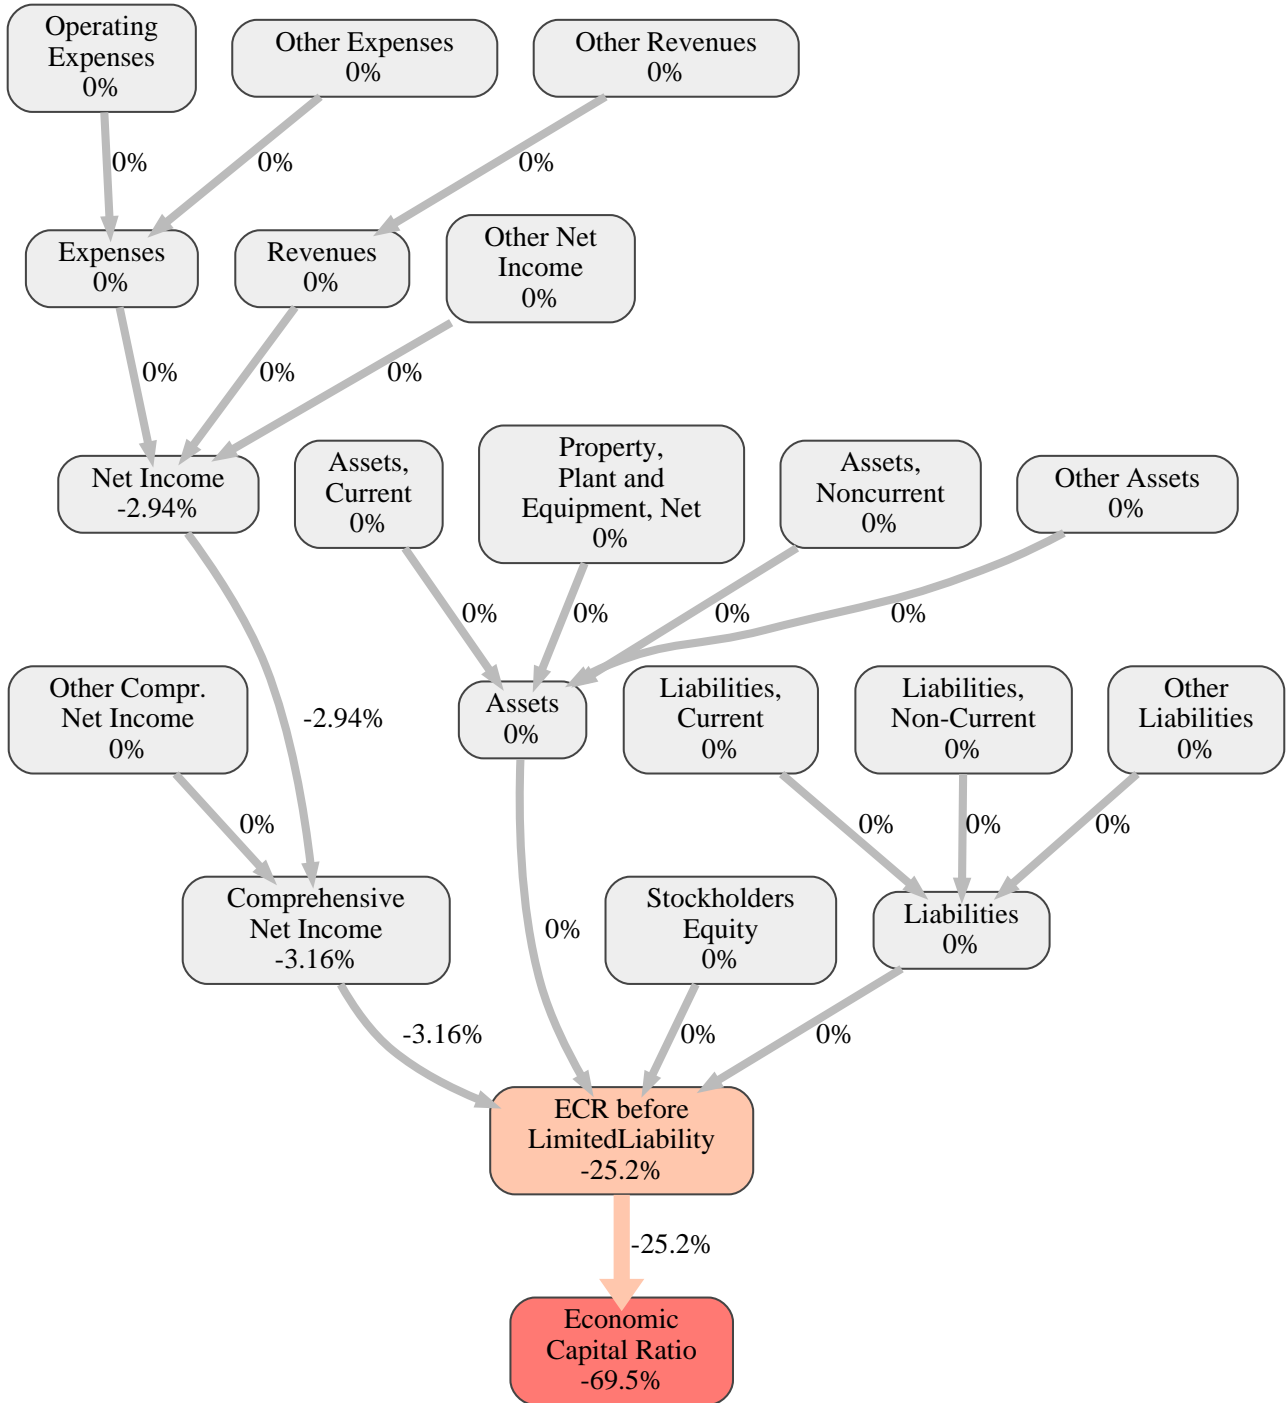 Operating
Expenses
0%
Other Expenses
0%
Other Revenues
0%
0%
0%
0%
Expenses
0%
Revenues
0%
Other Net
Income
0%
0%
0%
0%
Net Income
-2.94%
Assets,
Current
0%
Property,
Plant and
Equipment, Net
0%
Assets,
Noncurrent
0%
Other Assets
0%
0%
0%
0%
0%
Other Compr.
Net Income
0%
-2.94%
Assets
0%
Liabilities,
Current
0%
Liabilities,
Non-Current
0%
Other
Liabilities
0%
0%
0%
0%
0%
Comprehensive
Net Income
-3.16%
0%
Stockholders
Equity
0%
Liabilities
0%
-3.16%
0%
0%
ECR before
LimitedLiability
-25.2%
-25.2%
Economic
Capital Ratio
-69.5%